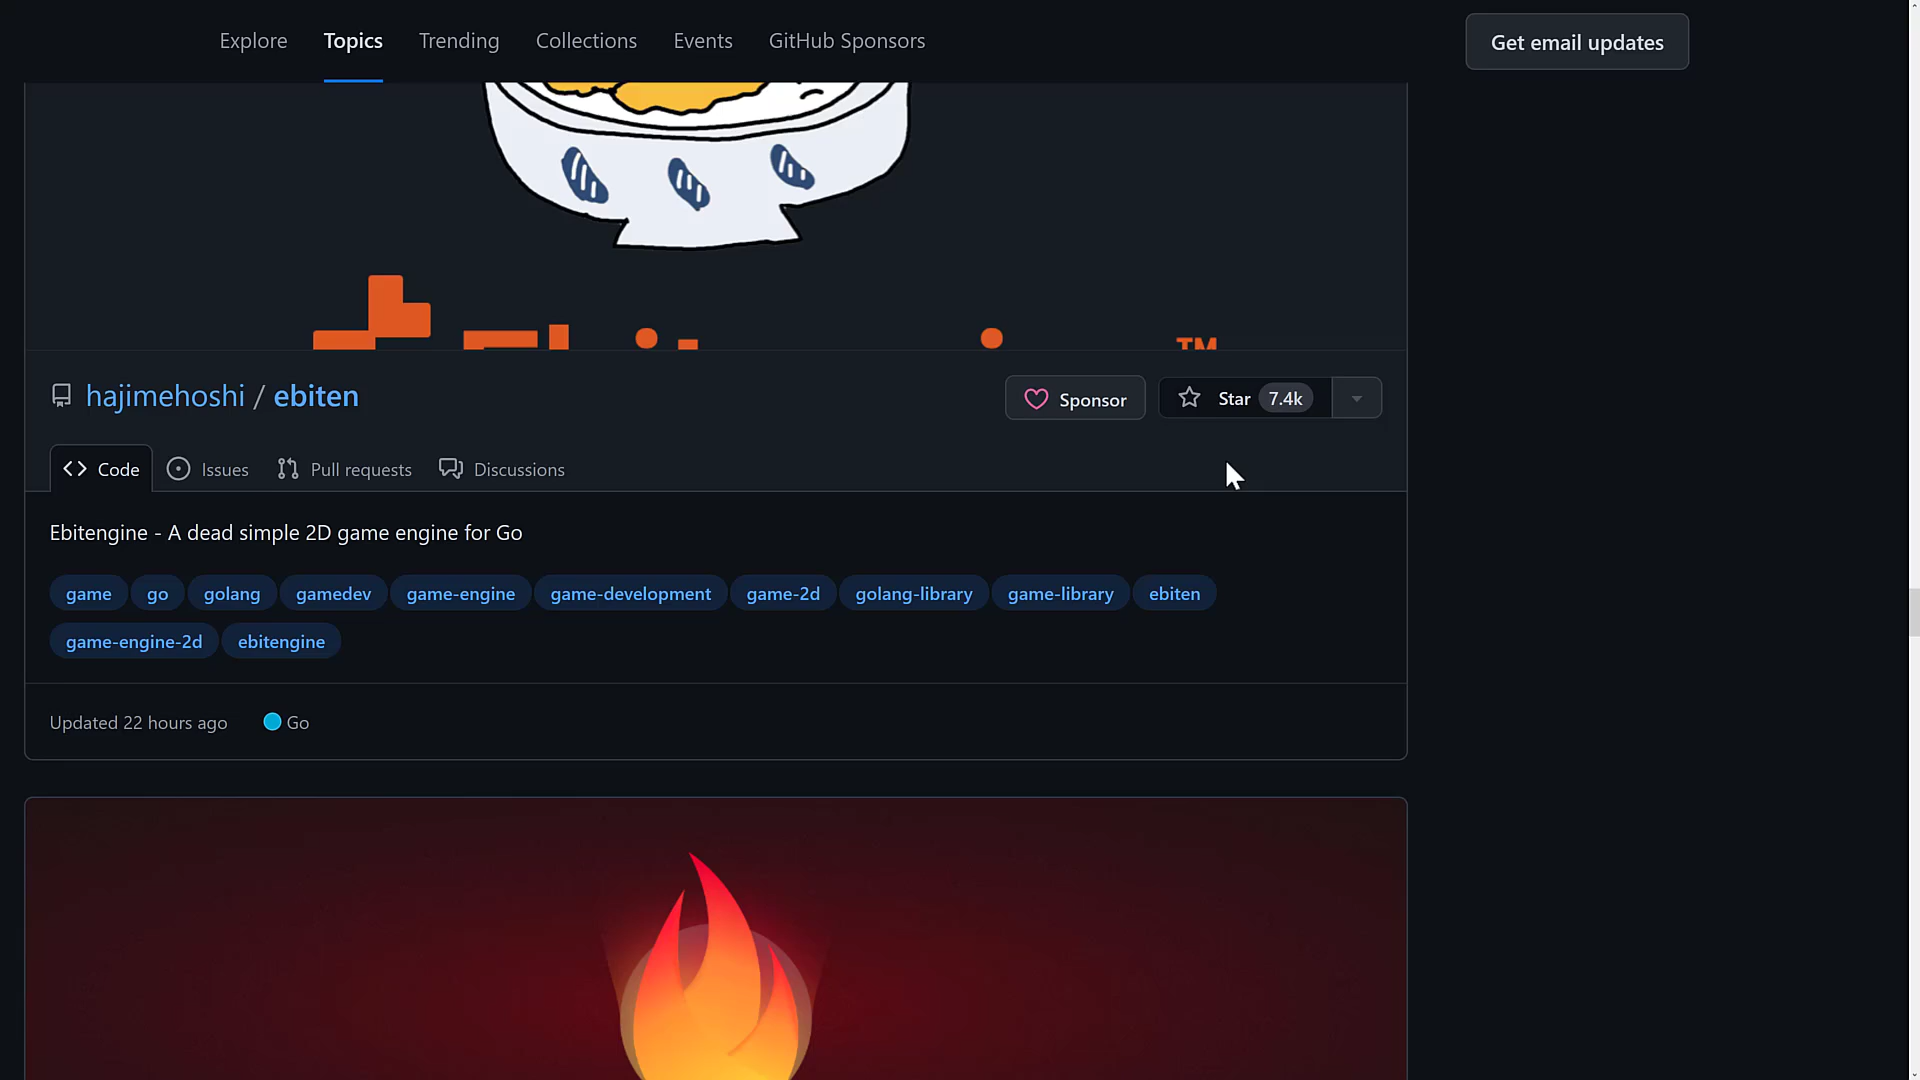 Explore Topics Trending Collections Events GitHub Sponsors Get email updates
TM
hajimehoshi / ebiten Sponsor Star 7.4k
Code Issues Pull requests Discussions
Ebitengine - A dead simple 2D game engine for Go
game go golang gamedev game-engine game-development game-2d golang-library game-library ebiten
game-engine-2d ebitengine
Updated 22 hours ago Go